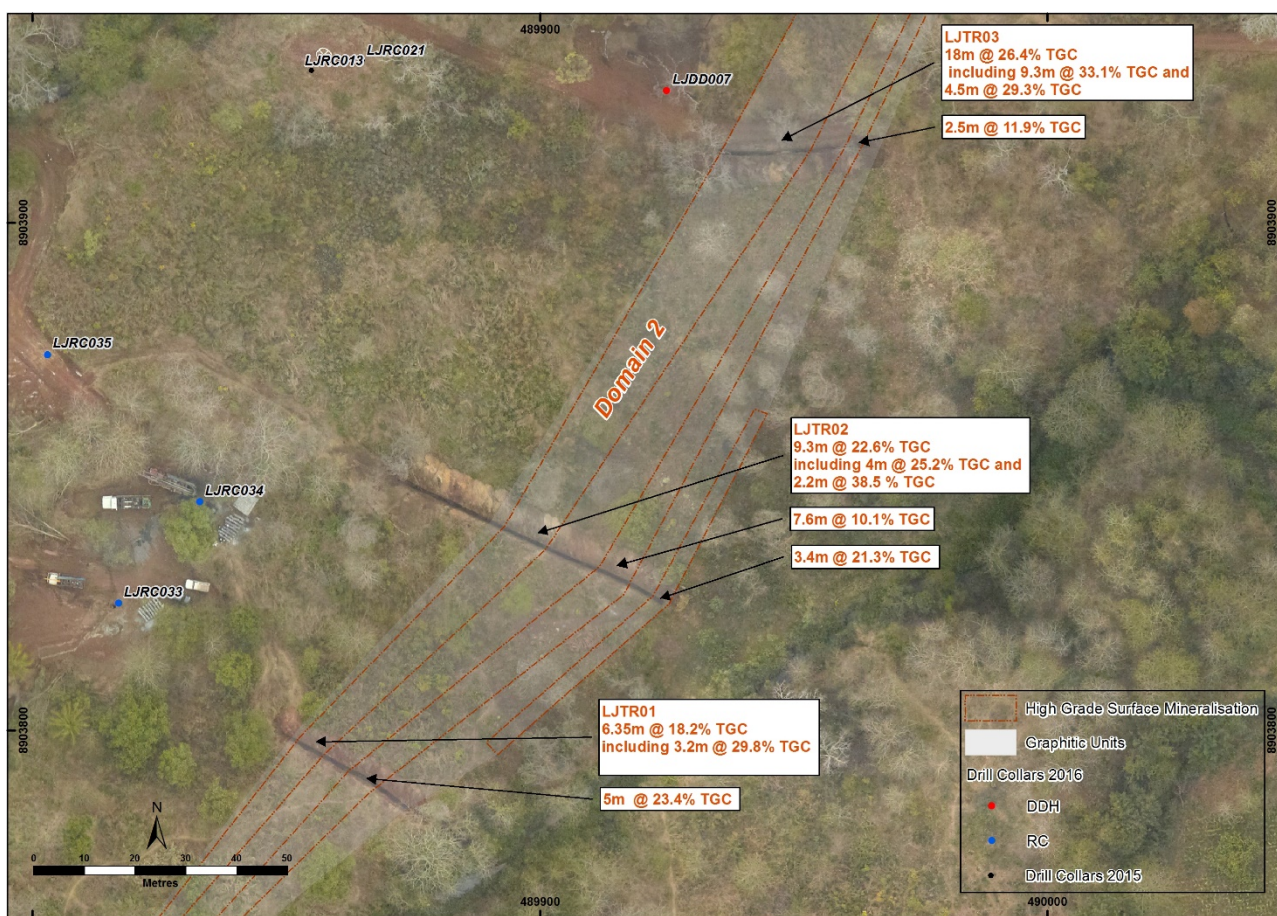 489900
490000
LJRC021
LJRC013
LJDD007
LJTR03
18m @ 26.4% TGC
including 9.3m @ 33.1% TGC and
4.5m @ 29.3% TGC
2.5m @ 11.9% TGC
8903900
8903900
LJRC035
Domain 2
LJTR02
9.3m @ 22.6% TGC
including 4m @ 25.2% TGC and
2.2m @ 38.5 % TGC
7.6m @ 10.1% TGC
3.4m @ 21.3% TGC
LJRC034
LJRC033
8903800
8903800
LJTR01
6.35m @ 18.2% TGC
including 3.2m @ 29.8% TGC
5m @ 23.4% TGC
N
0 10 20 30 40 50
Metres
High Grade Surface Mineralisation
Graphitic Units
Drill Collars 2016
DDH
RC
Drill Collars 2015
489900
490000